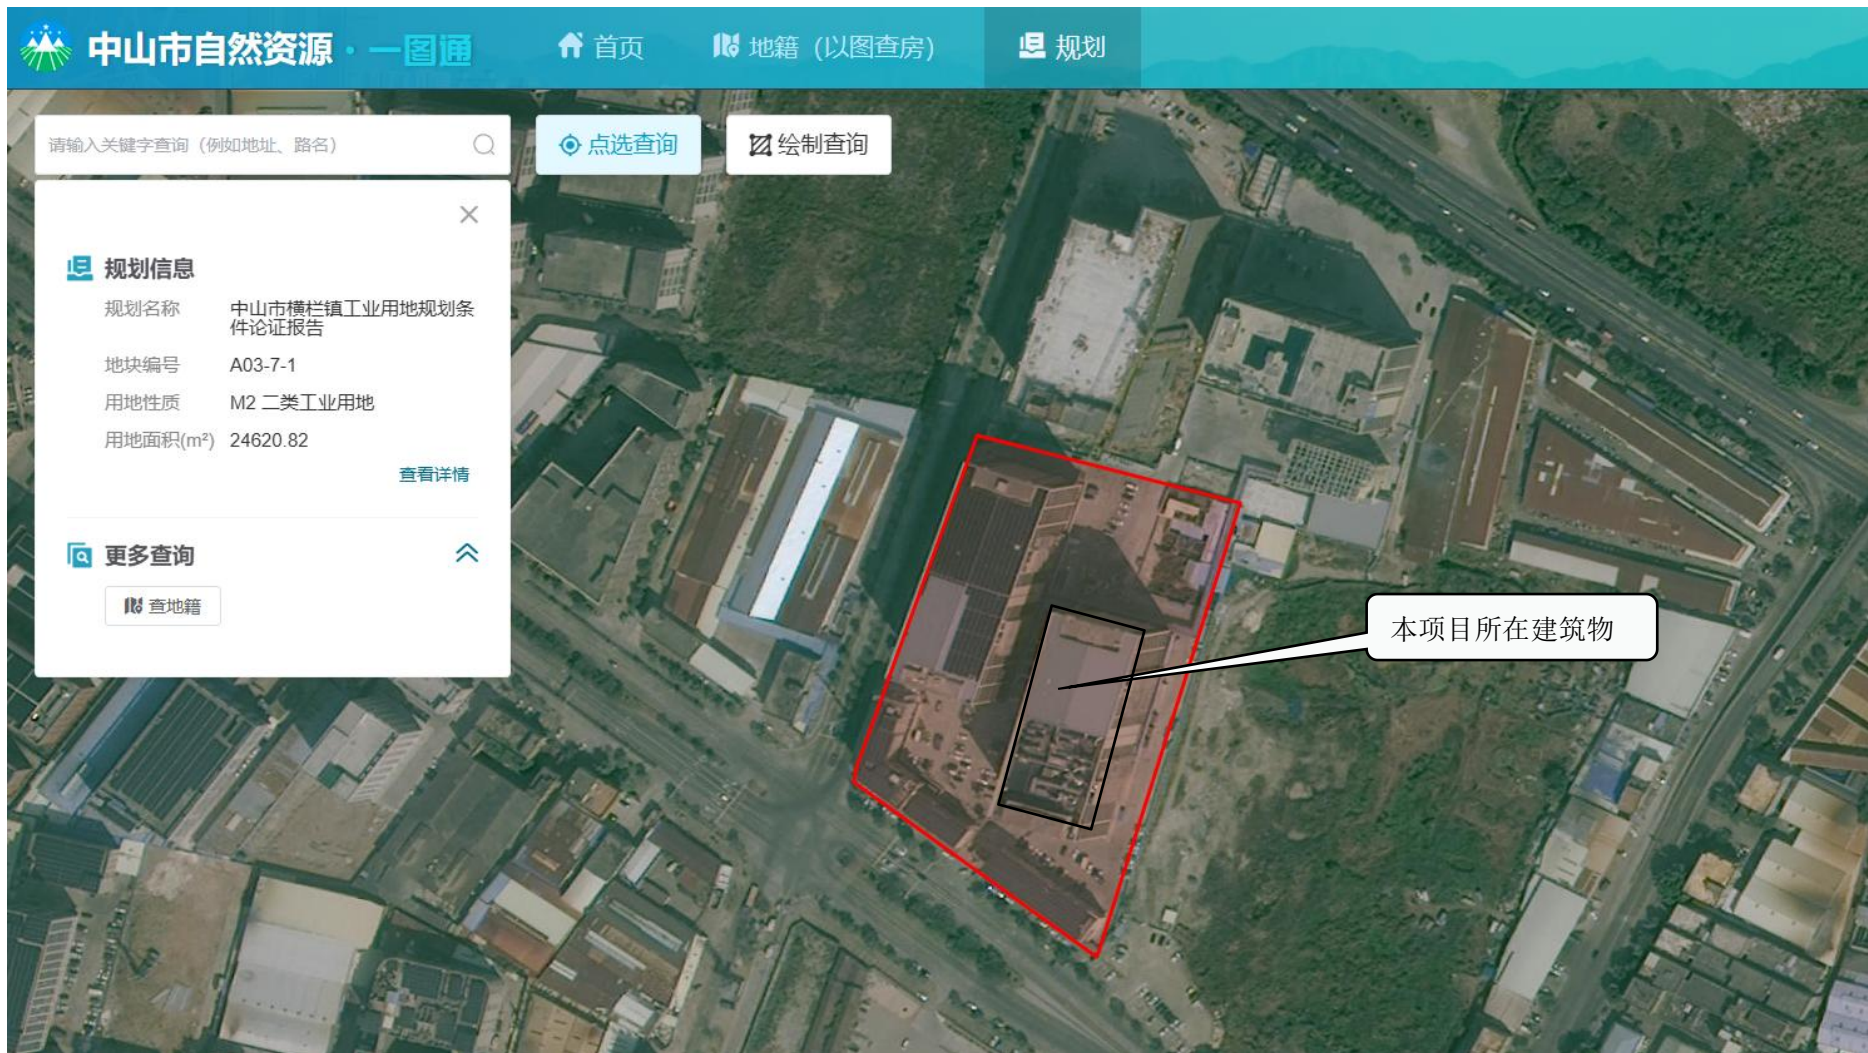 中山市自然资源·一图通
首页
地籍（以图查房）
规划
请输入关键字查询（例如地址、路名）
点选查询
绘制查询
规划信息
规划名称 中山市横栏镇工业用地规划条
件论证报告
地块编号 A03-7-1
用地性质 M2 二类工业用地
用地面积(m²) 24620.82
查看详情
更多查询
查地籍
本项目所在建筑物